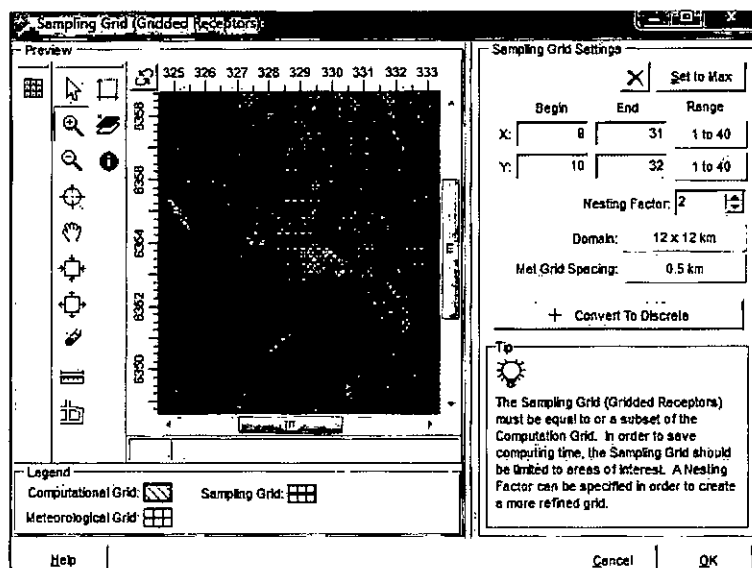 Sampling Grid (Gridded Receptors)
Preview
325 326 327 328 329 330 331 332 333
6358
6358
6354
6352
6350
Legend
Computational Grid:
Sampling Grid:
Meteorological Grid:
Sampling Grid Settings
Set to Max
Begin End Range
X: 8 31 1 to 40
Y: 10 32 1 to 40
Nesting Factor: 2
Domain: 12 x 12 km
Met Grid Spacing: 0.5 km
+ Convert To Discrete
Tip
The Sampling Grid (Gridded Receptors)
must be equal to or a subset of the
Computation Grid. In order to save
computing time, the Sampling Grid should
be limited to areas of interest. A Nesting
Factor can be specified in order to create
a more refined grid.
Help
Cancel
OK